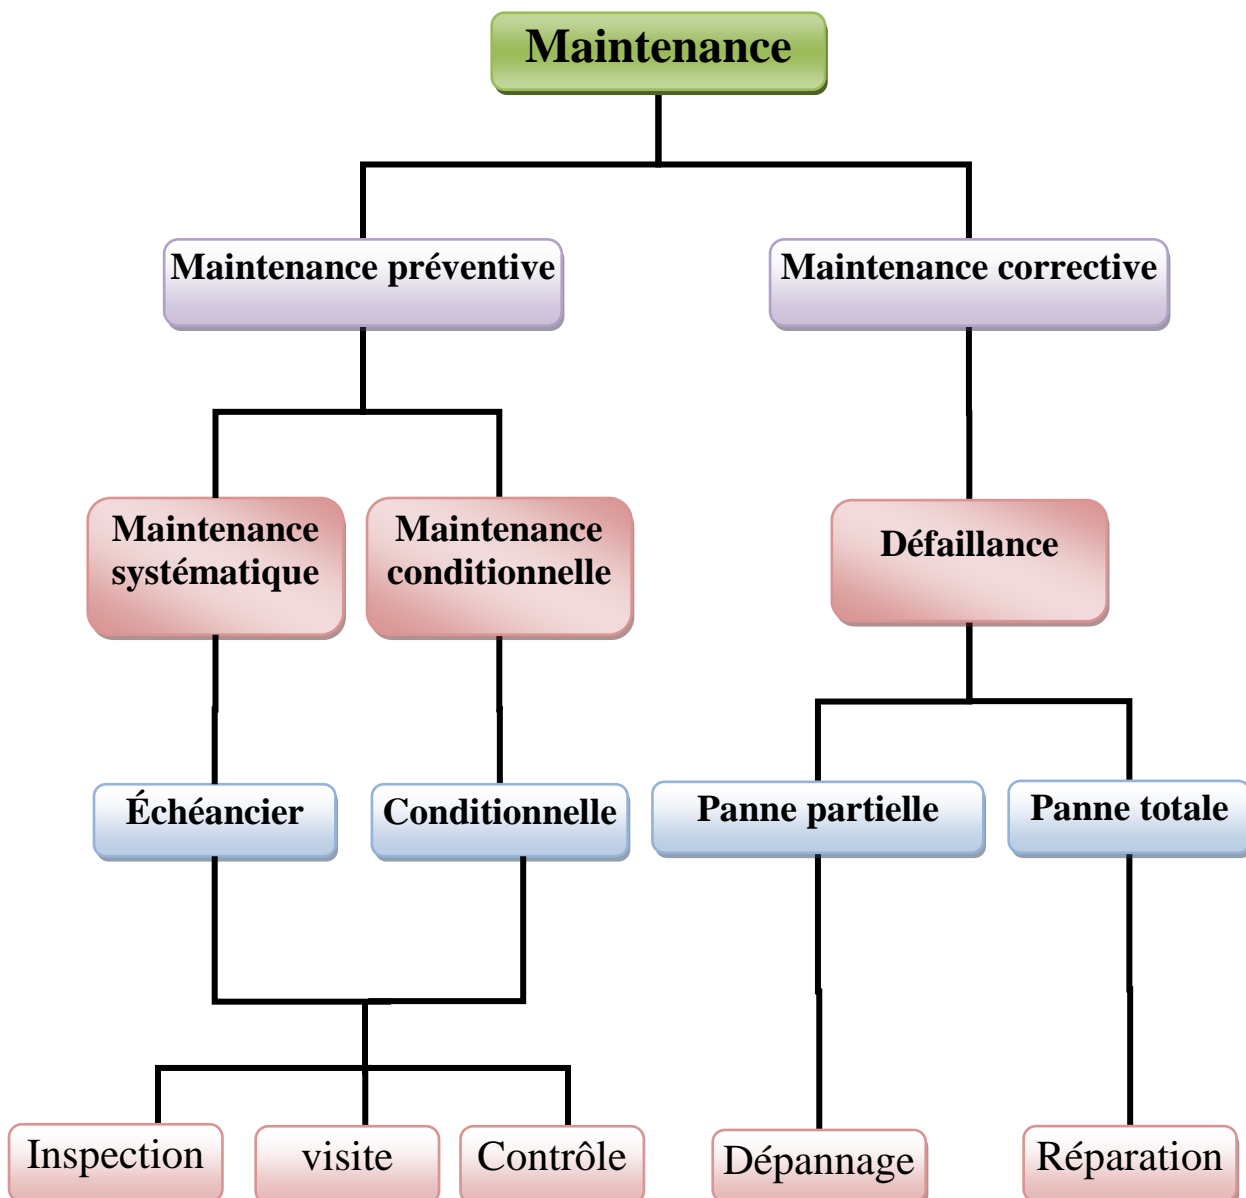 Maintenance
Maintenance préventive
Maintenance corrective
Maintenance
systématique
Maintenance
conditionnelle
Défaillance
Échéancier
Conditionnelle
Panne partielle
Panne totale
Inspection
visite
Contrôle
Dépannage
Réparation